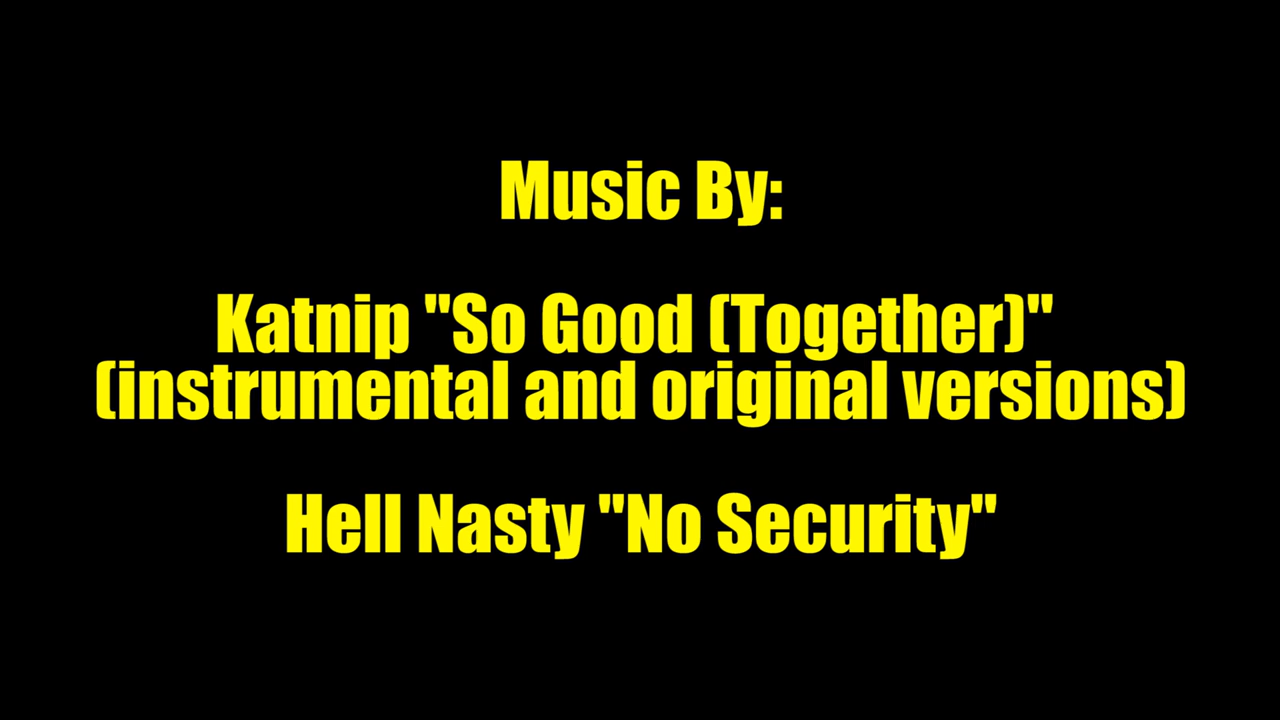 Music By:
Katnip "So Good (Together)"
(instrumental and original versions)
Hell Nasty "No Security"